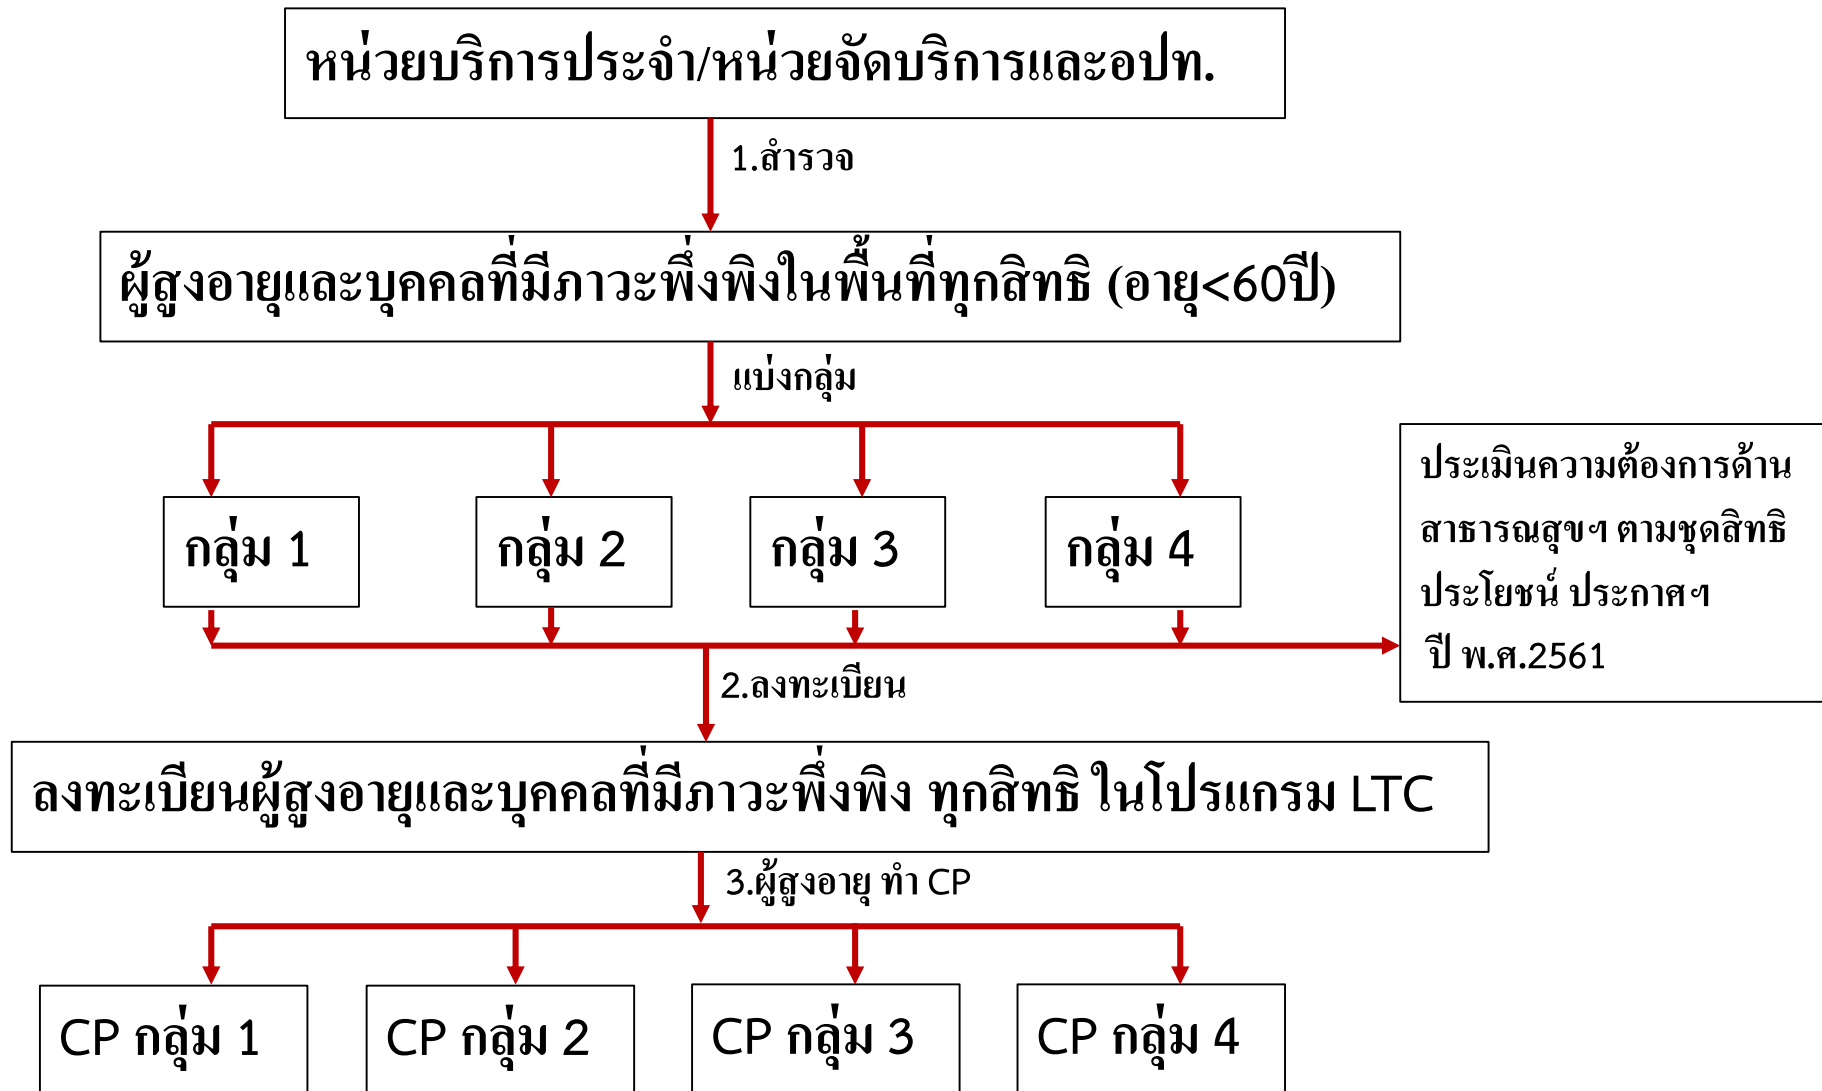 หน่วยบริการประจำ/หน่วยจัดบริการและอปท.
1.สำรวจ
ผู้สูงอายุและบุคคลที่มีภาวะพึ่งพิงในพื้นที่ทุกสิทธิ (อายุ<60ปี)
แบ่งกลุ่ม
กลุ่ม 1
กลุ่ม 2
กลุ่ม 3
กลุ่ม 4
ประเมินความต้องการด้าน
สาธารณสุขฯ ตามชุดสิทธิ
ประโยชน์ ประกาศฯ
ปี พ.ศ.2561
2.ลงทะเบียน
ลงทะเบียนผู้สูงอายุและบุคคลที่มีภาวะพึ่งพิง ทุกสิทธิ ในโปรแกรม LTC
3.ผู้สูงอายุ ทำ CP
CP กลุ่ม 1
CP กลุ่ม 2
CP กลุ่ม 3
CP กลุ่ม 4